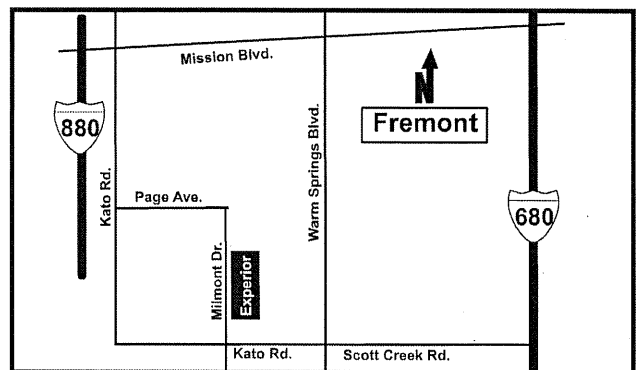 Mission Blvd.
N
Fremont
880
Kato Rd.
Page Ave.
Warm Springs Blvd.
680
Milmont Dr.
Experior
Kato Rd.
Scott Creek Rd.